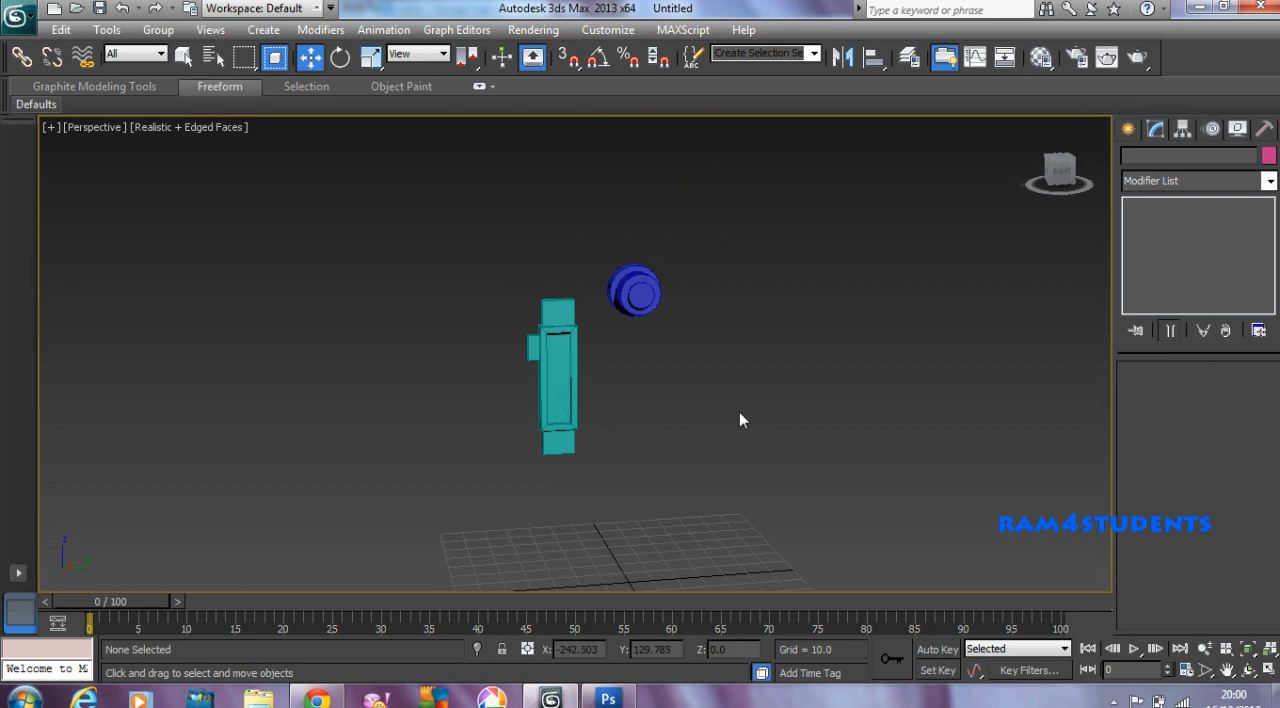 Workspace: Default
Autodesk 3ds Max 2013 x64
Untitled
Type a keyword or phrase
Edit
Tools
Group
Views
Create
Modifiers
Animation
Graph Editors
Rendering
Customize
MAXScript
Help
All
View
3
Create Selection Se
Graphite Modeling Tools
Freeform
Selection
Object Paint
Defaults
[+] [Perspective ] [Realistic + Edged Faces ]
RIGHT
Modifier List
ram4students
z
0 / 100
0
5
10
15
20
25
30
35
40
45
50
55
60
65
70
75
80
85
90
95
100
None Selected
X: -242.503
Y: 129.785
Z: 0.0
Grid = 10.0
Auto Key
Selected
Welcome to M
Click and drag to select and move objects
Add Time Tag
Set Key
Key Filters...
0
Ps
20:00